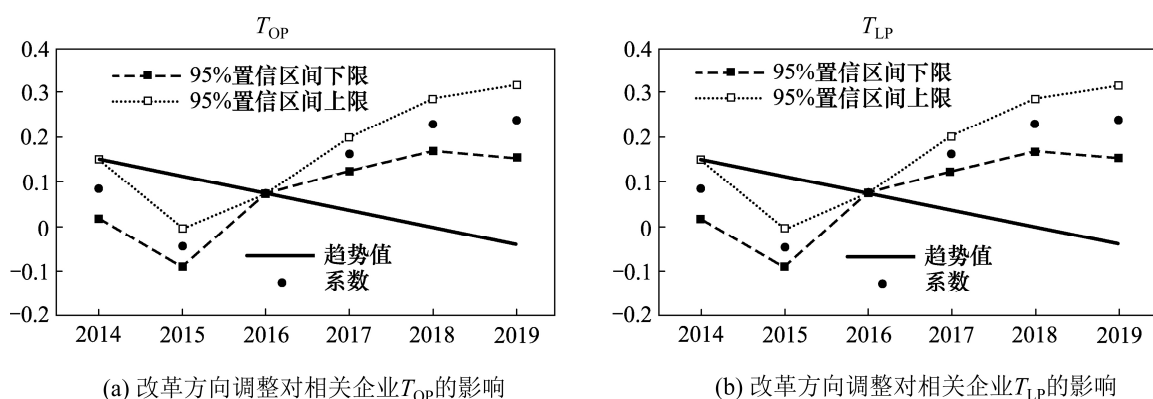 T_OP
0.4
0.3
0.2
0.1
0
−0.1
−0.2
95%置信区间下限
95%置信区间上限
趋势值
系数
2014 2015 2016 2017 2018 2019
(a) 改革方向调整对相关企业T_OP的影响
T_LP
0.4
0.3
0.2
0.1
0
−0.1
−0.2
95%置信区间下限
95%置信区间上限
趋势值
系数
2014 2015 2016 2017 2018 2019
(b) 改革方向调整对相关企业T_LP的影响